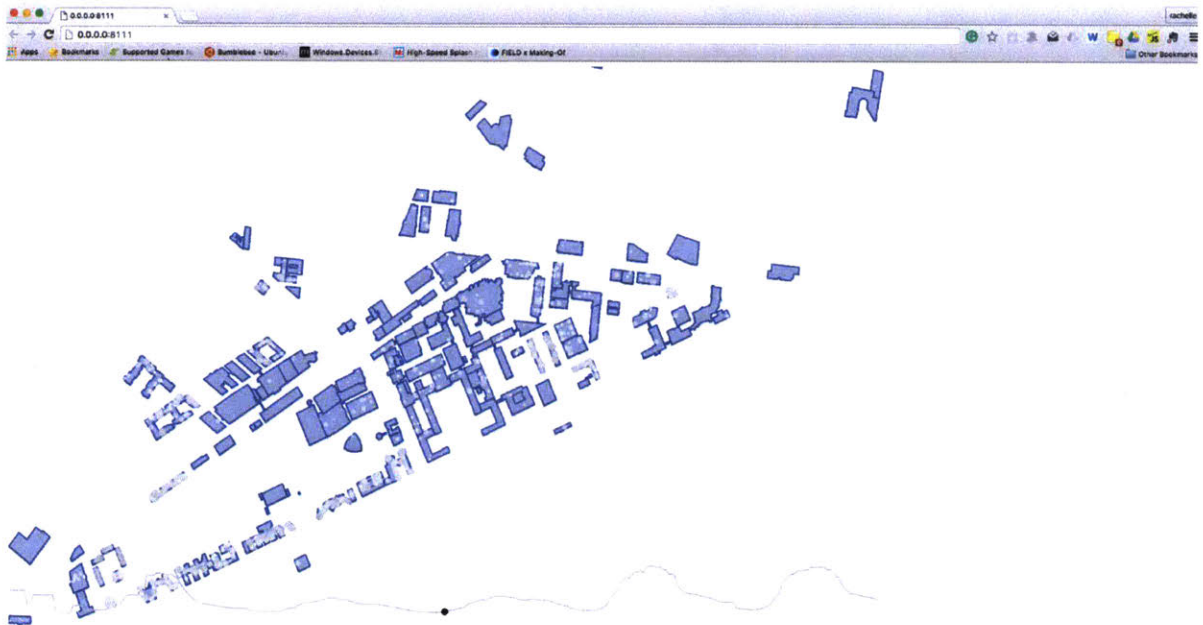 0.0.0.0:8111
rachelle
0.0.0.0:8111
Apps Bookmarks Supported Games Bumblebee - Ubuntu Windows.Devices. High-Speed Splash FIELD x Making-Of!
Other Bookmarks